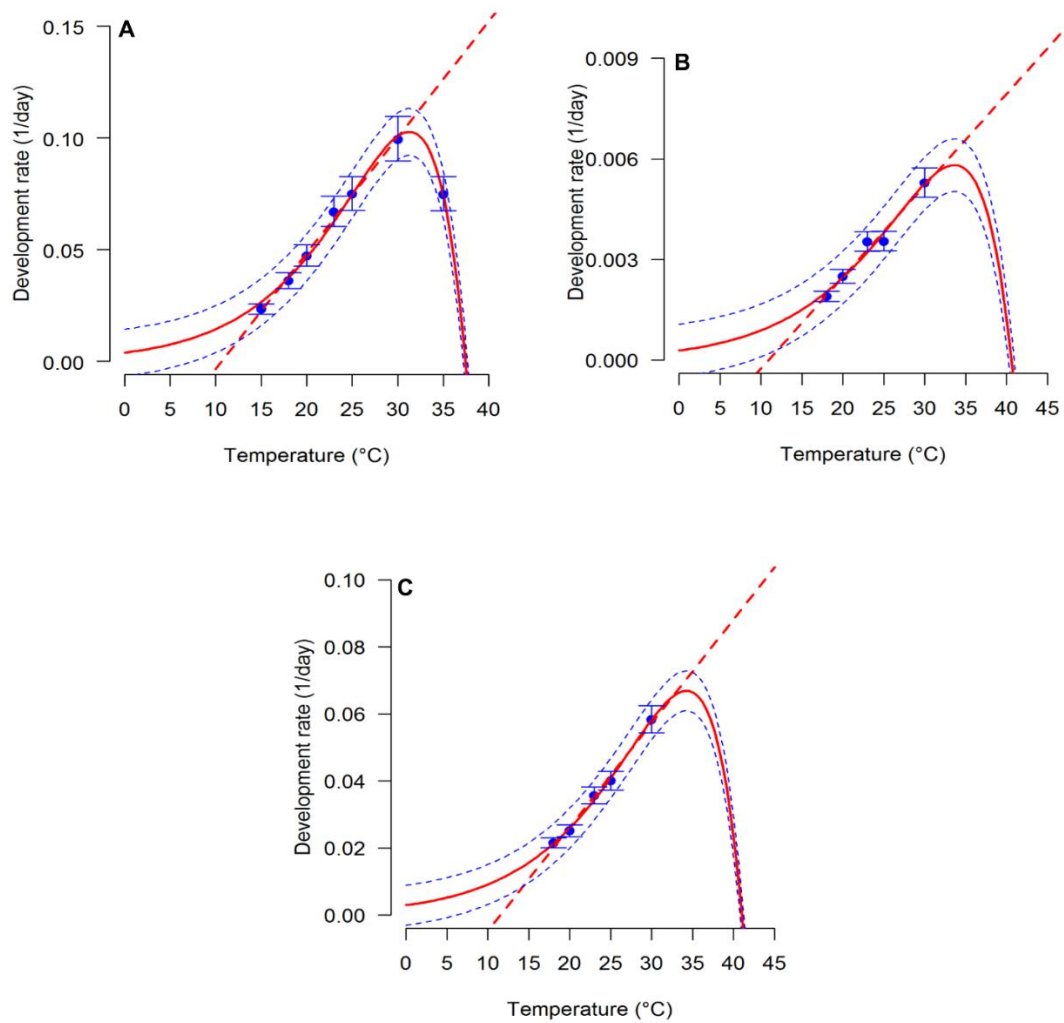 A
0.15
0.10
0.05
0.00
Development rate (1/day)
0 5 10 15 20 25 30 35 40
Temperature (°C)
B
0.009
0.006
0.003
0.000
Development rate (1/day)
0 5 10 15 20 25 30 35 40 45
Temperature (°C)
C
0.10
0.08
0.06
0.04
0.02
0.00
Development rate (1/day)
0 5 10 15 20 25 30 35 40 45
Temperature (°C)